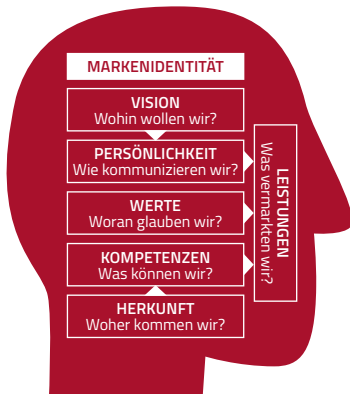 MARKENIDENTITÄT
VISION
Wohin wollen wir?
PERSÖNLICHKEIT
Wie kommunizieren wir?
WERTE
Woran glauben wir?
KOMPETENZEN
Was können wir?
HERKUNFT
Woher kommen wir?
LEISTUNGEN
Was vermarkten wir?